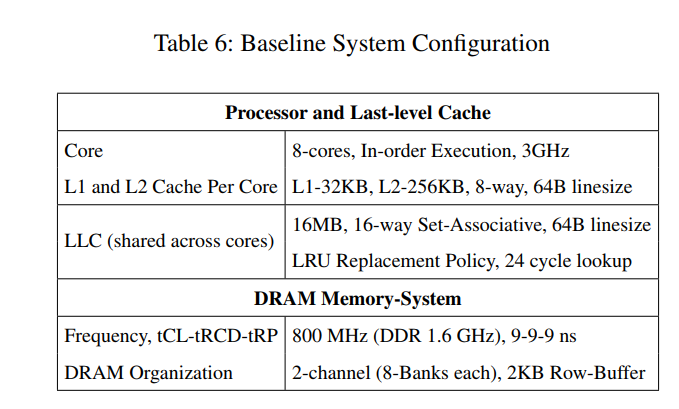 Table 6: Baseline System Configuration
Processor and Last-level Cache
Core 8-cores, In-order Execution, 3GHz
L1 and L2 Cache Per Core L1-32KB, L2-256KB, 8-way, 64B linesize
LLC (shared across cores) 16MB, 16-way Set-Associative, 64B linesize
LRU Replacement Policy, 24 cycle lookup
DRAM Memory-System
Frequency, tCL-tRCD-tRP 800 MHz (DDR 1.6 GHz), 9-9-9 ns
DRAM Organization 2-channel (8-Banks each), 2KB Row-Buffer